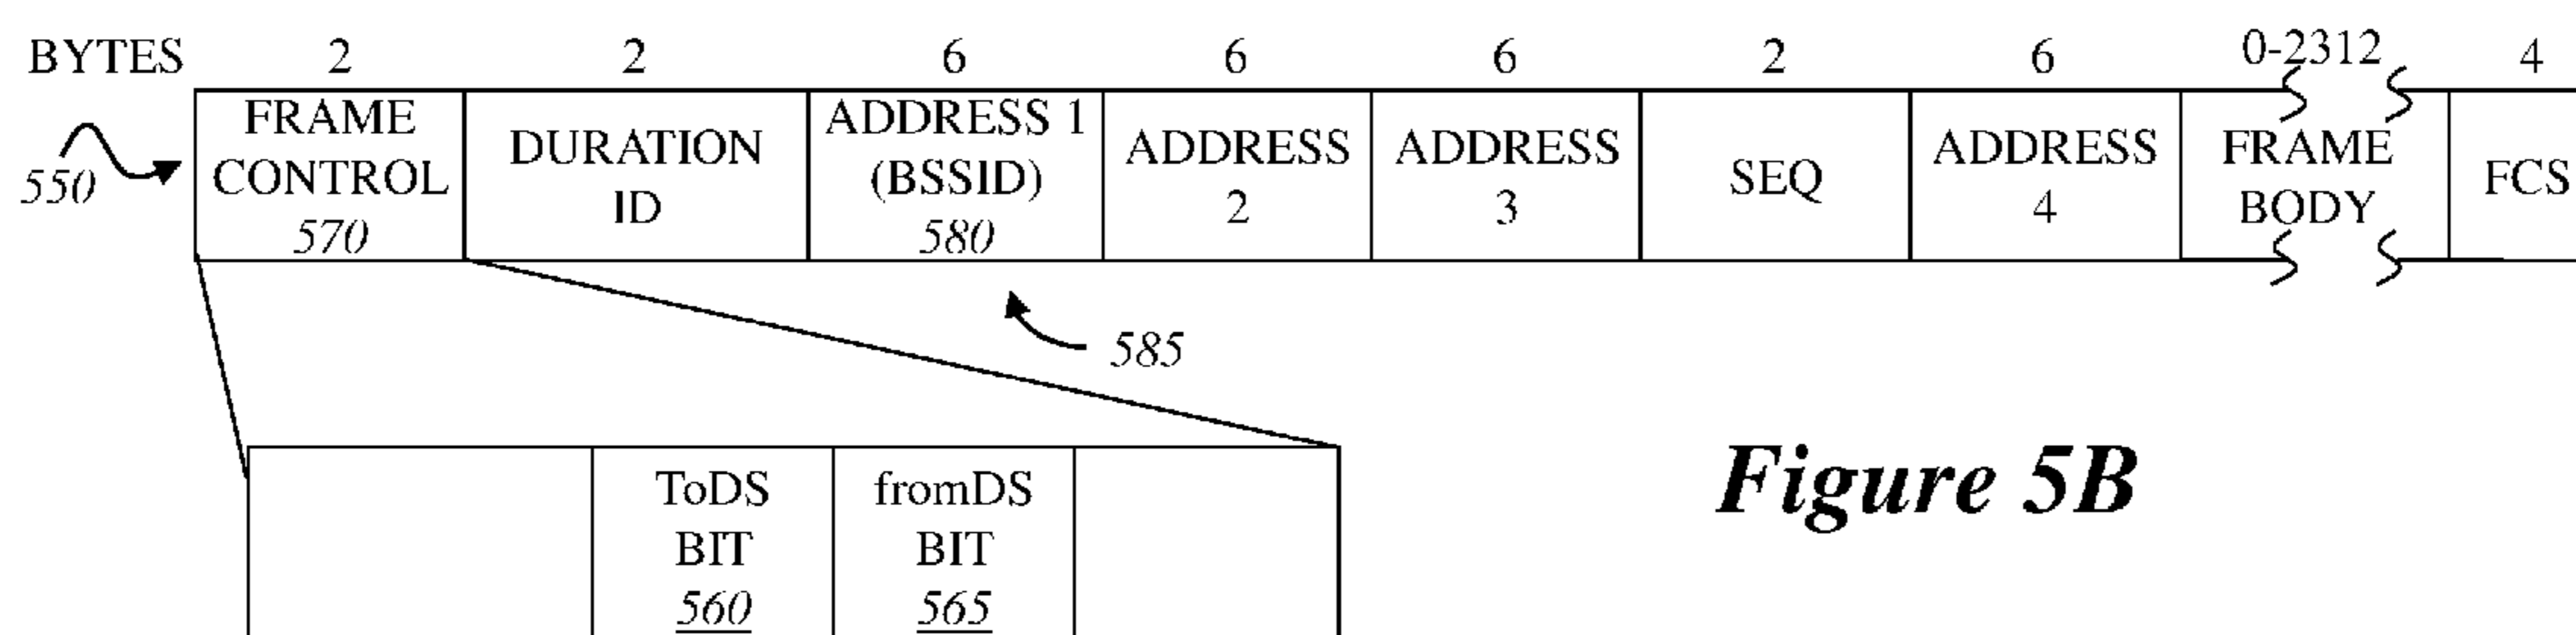 BYTES 2 2 6 6 6 2 6 0-2312 4
550
FRAME CONTROL 570
DURATION ID
ADDRESS 1 (BSSID) 580
ADDRESS 2
ADDRESS 3
SEQ
ADDRESS 4
FRAME BODY
FCS
585
ToDS BIT 560
fromDS BIT 565
Figure 5B